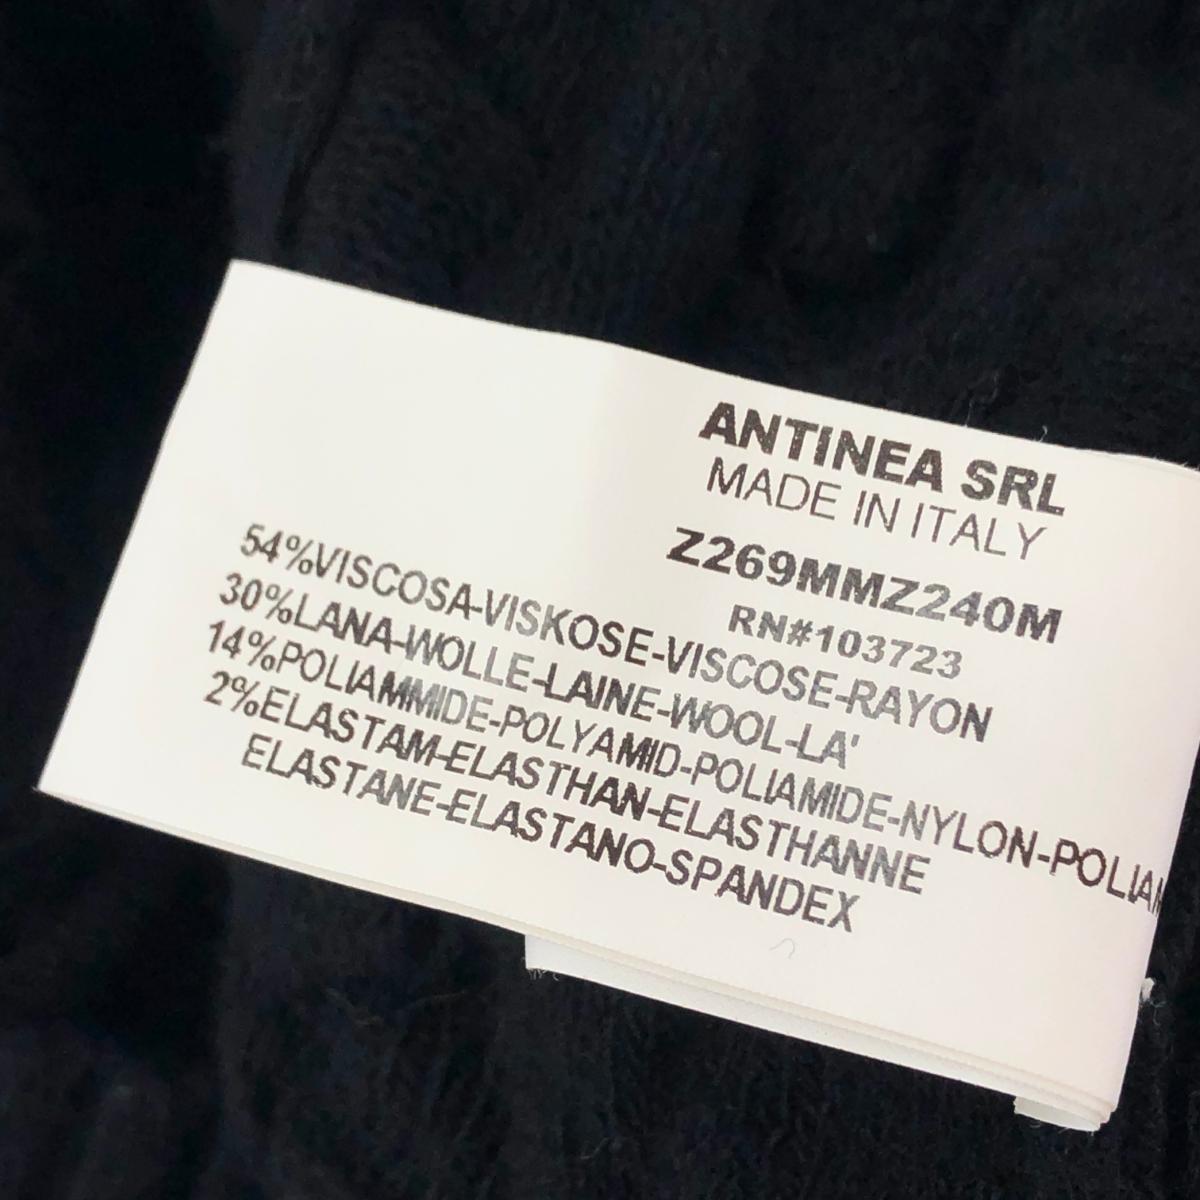 ANTINEA SRL
MADE IN ITALY
Z269MMZ240M
RN#103723
54%VISCOSA-VISKOSE-VISCOSE-RAYON
30%LANA-WOLLE-LAINE-WOOL-LA'
14%POLIAMMIDE-POLYAMID-POLIAMIDE-NYLON-POLIAM
2%ELASTAM-ELASTHAN-ELASTHANNE
ELASTANE-ELASTANO-SPANDEX